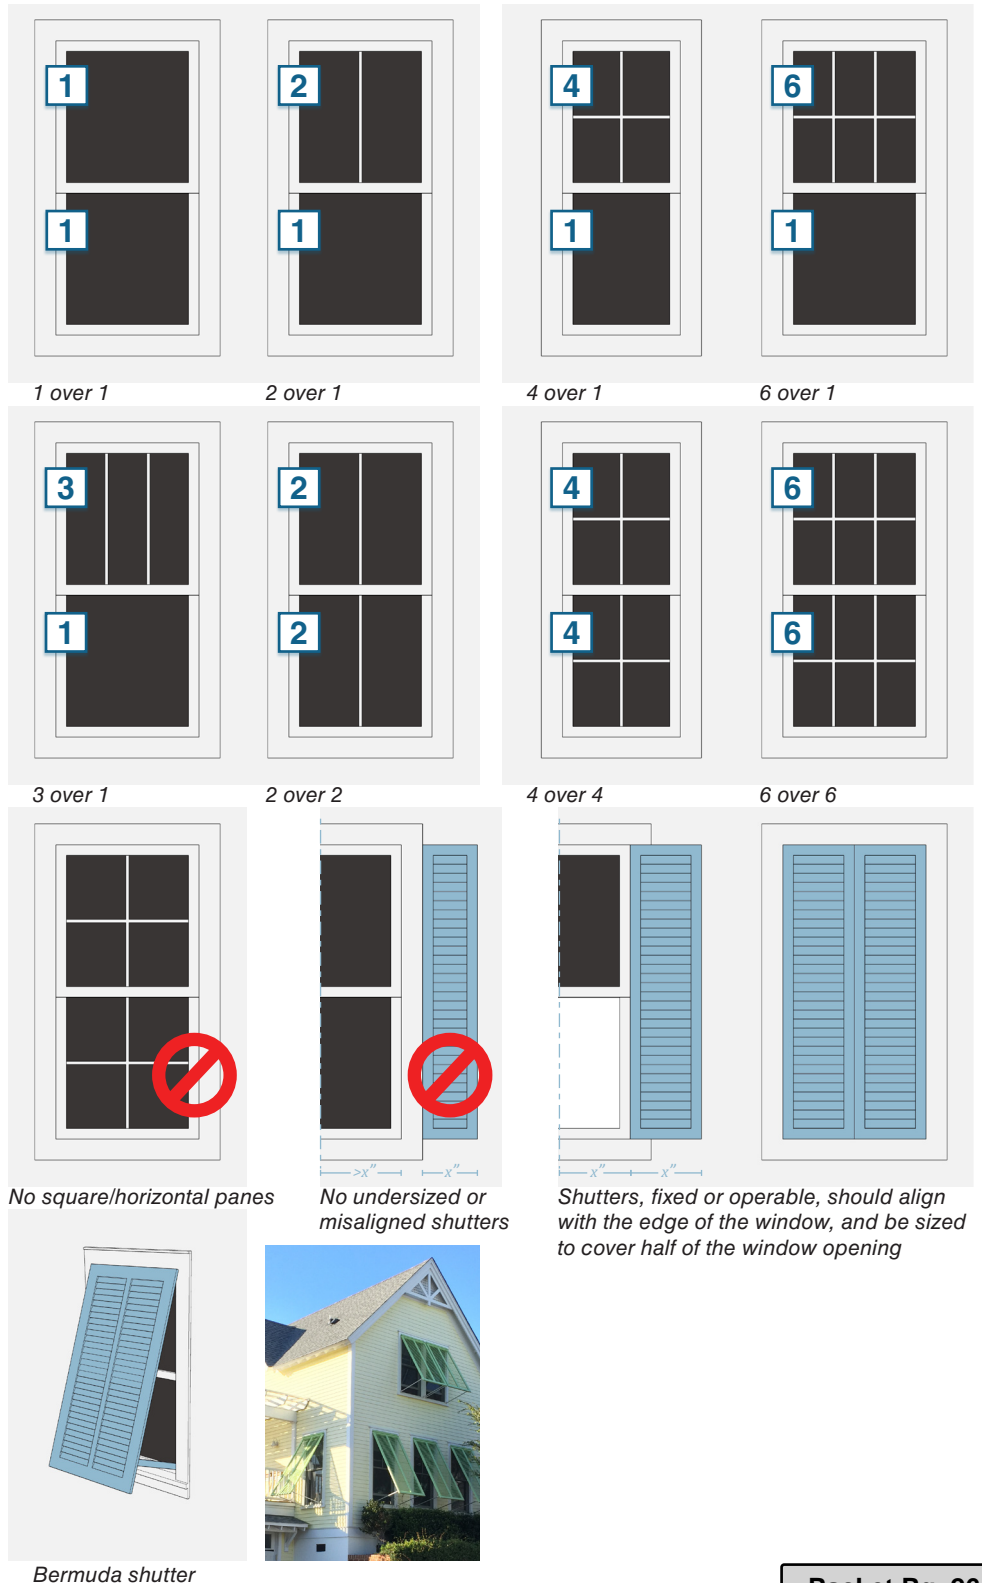 1 2 4 6
1 1 1 1
1 over 1
2 over 1
4 over 1
6 over 1
3 2 4 6
1 2 4 6
3 over 1
2 over 2
4 over 4
6 over 6
>x"
x"
x"
x"
No square/horizontal panes
No undersized or
misaligned shutters
Shutters, fixed or operable, should align
with the edge of the window, and be sized
to cover half of the window opening
Bermuda shutter